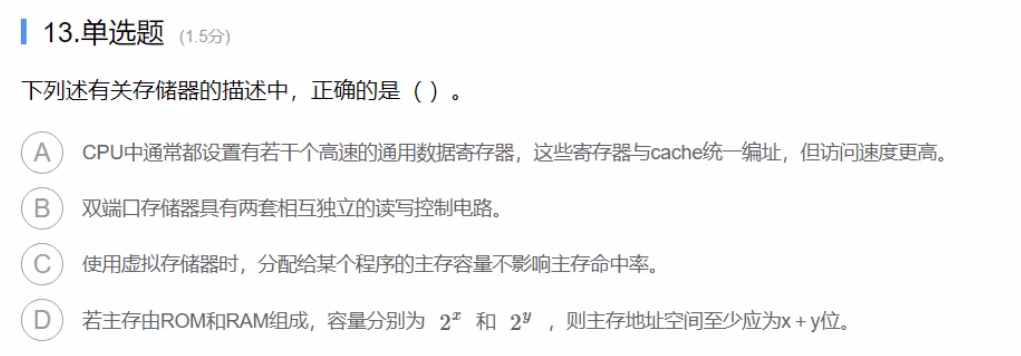 13.单选题 (1.5分)
下列述有关存储器的描述中，正确的是（ ）。
A CPU中通常都设置有若干个高速的通用数据寄存器，这些寄存器与cache统一编址，但访问速度更高。
B 双端口存储器具有两套相互独立的读写控制电路。
C 使用虚拟存储器时，分配给某个程序的主存容量不影响主存命中率。
D 若主存由ROM和RAM组成，容量分别为 2^x 和 2^y ，则主存地址空间至少应为x + y位。